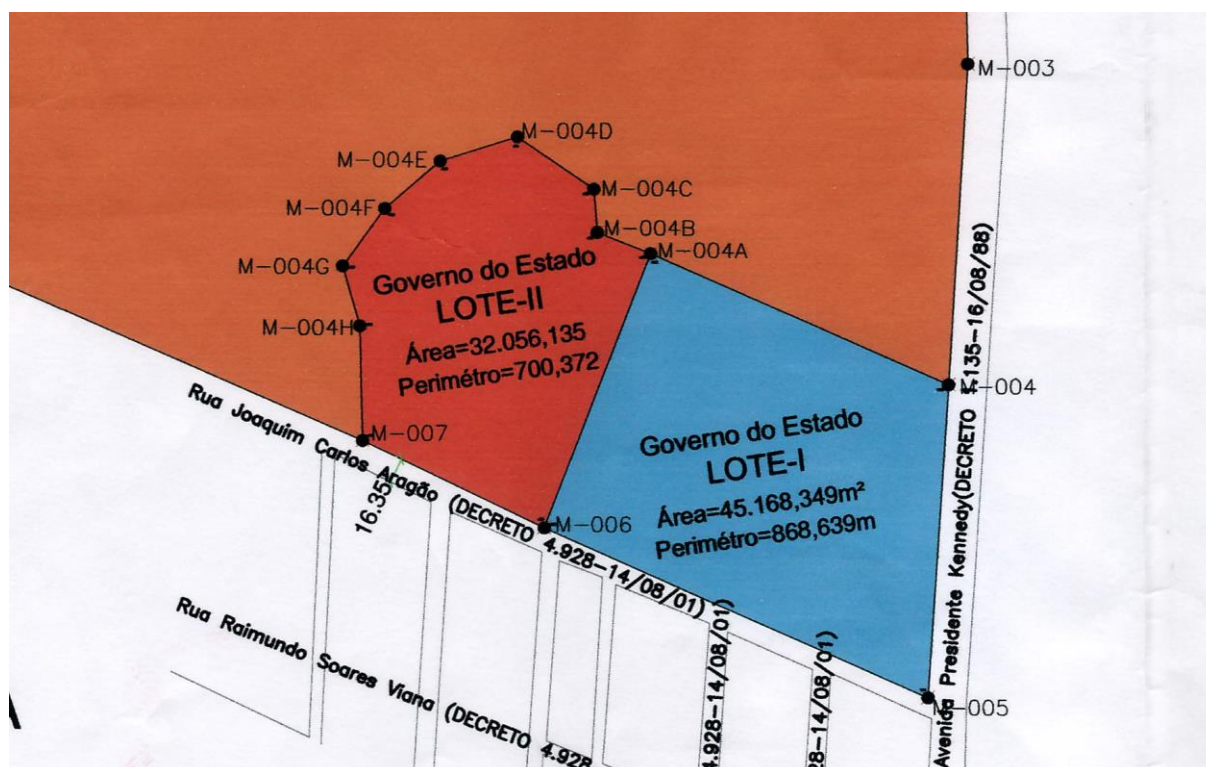 M-003
M-004D
M-004E
M-004C
M-004F
M-004B
M-004A
M-004G
Governo do Estado
LOTE-II
Área=32.056,135
Perimétro=700,372
M-004H
M-004
M-007
Governo do Estado
LOTE-I
Área=45.168,349m²
Perimétro=868,639m
M-006
M-005
Rua Joaquim Carlos Aragão (DECRETO 4.928-14/08/01)
16.35
Rua Raimundo Soares Viana (DECRETO 4.928
4.928-14/08/01)
28-14/08/01)
Avenida Presidente Kennedy(DECRETO 1.135-16/08/88)
A